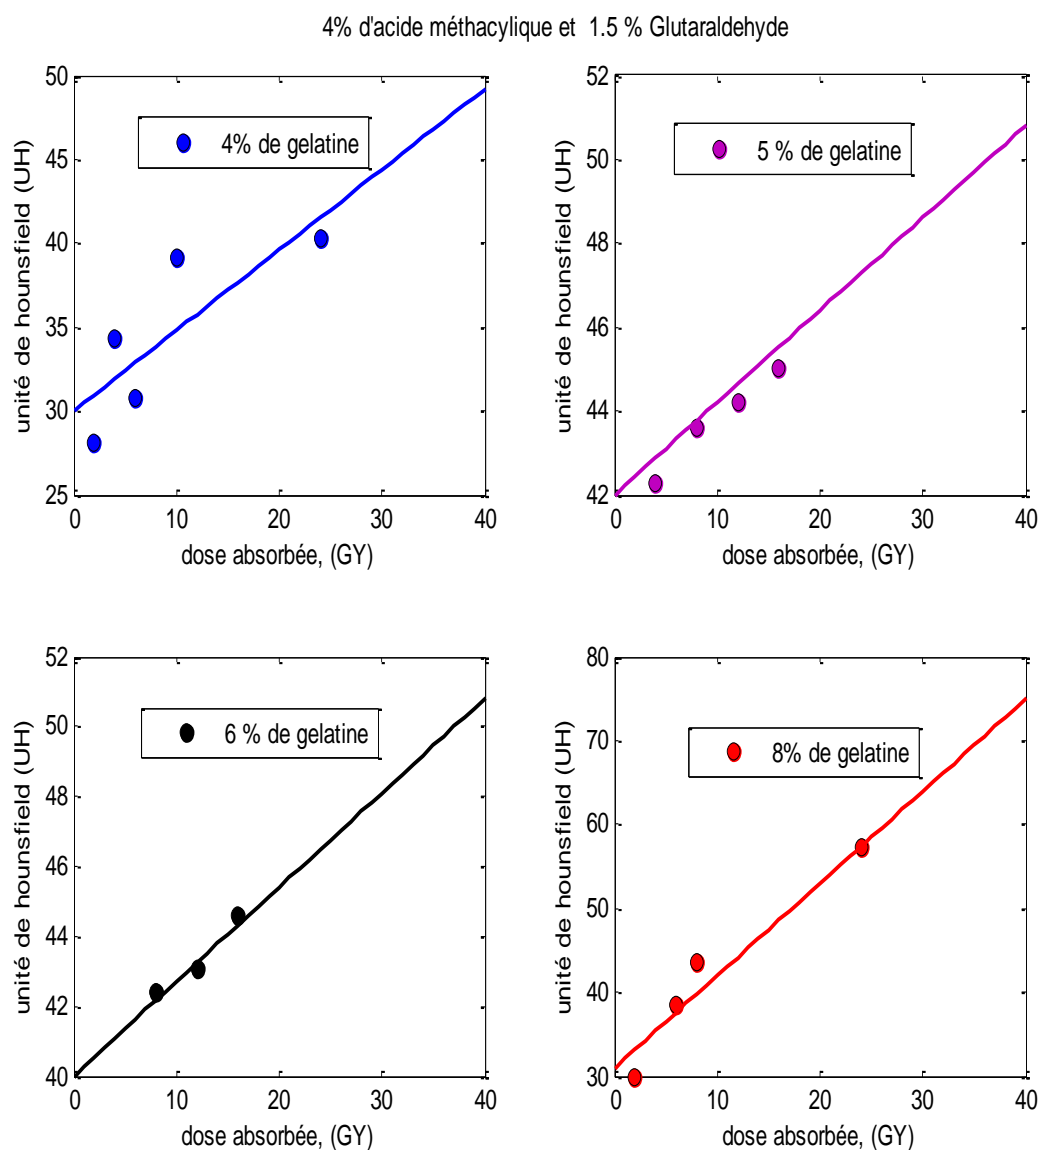 4% d'acide méthacylique et 1.5 % Glutaraldehyde
50
45
40
35
30
25
0 10 20 30 40
unité de hounsfield (UH)
dose absorbée, (GY)
4% de gelatine
52
50
48
46
44
42
0 10 20 30 40
unité de hounsfield (UH)
dose absorbée, (GY)
5 % de gelatine
52
50
48
46
44
42
40
0 10 20 30 40
unité de hounsfield (UH)
dose absorbée, (GY)
6 % de gelatine
80
70
60
50
40
30
0 10 20 30 40
unité de hounsfield (UH)
dose absorbée, (GY)
8% de gelatine